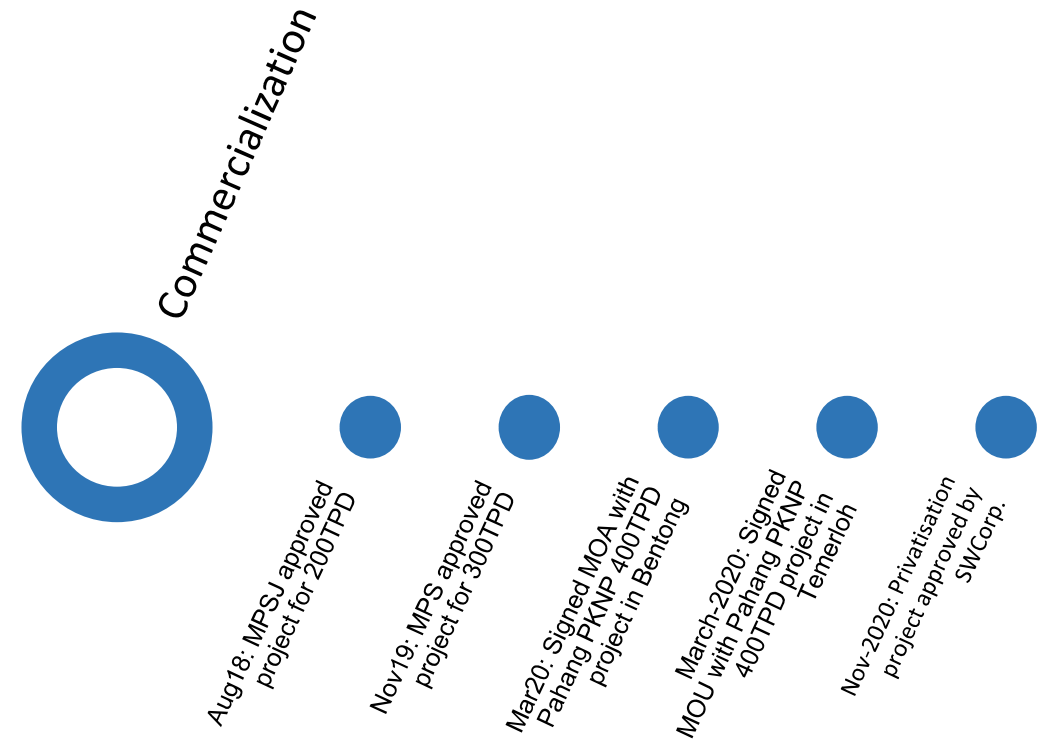 Commercialization
Aug18: MPSJ approved
project for 200TPD
Nov19: MPS approved
project for 300TPD
Mar20: Signed MOA with
Pahang PKNP 400TPD
project in Bentong
March-2020: Signed
MOU with Pahang PKNP
400TPD project in
Temerloh
Nov-2020: Privatisation
project approved by
SWCorp.